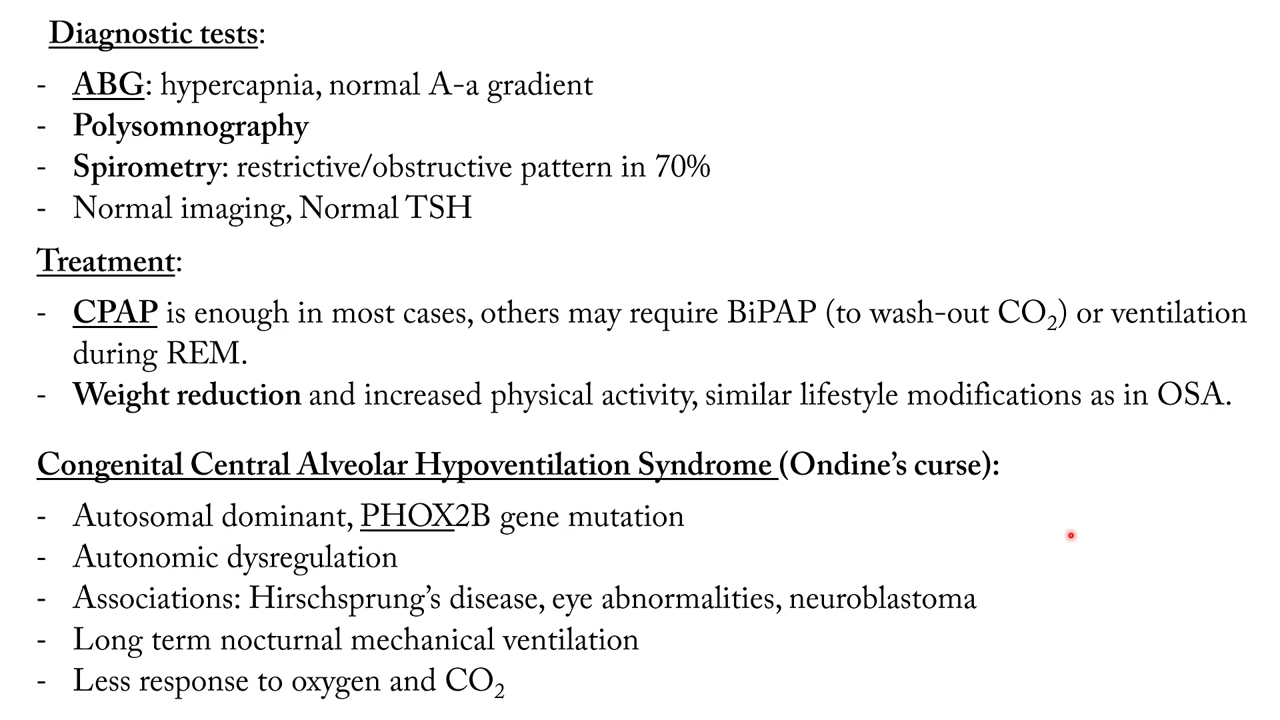 Diagnostic tests:
- ABG: hypercapnia, normal A-a gradient
- Polysomnography
- Spirometry: restrictive/obstructive pattern in 70%
- Normal imaging, Normal TSH
Treatment:
- CPAP is enough in most cases, others may require BiPAP (to wash-out CO₂) or ventilation
during REM.
- Weight reduction and increased physical activity, similar lifestyle modifications as in OSA.
Congenital Central Alveolar Hypoventilation Syndrome (Ondine’s curse):
- Autosomal dominant, PHOX2B gene mutation
- Autonomic dysregulation
- Associations: Hirschsprung’s disease, eye abnormalities, neuroblastoma
- Long term nocturnal mechanical ventilation
- Less response to oxygen and CO₂